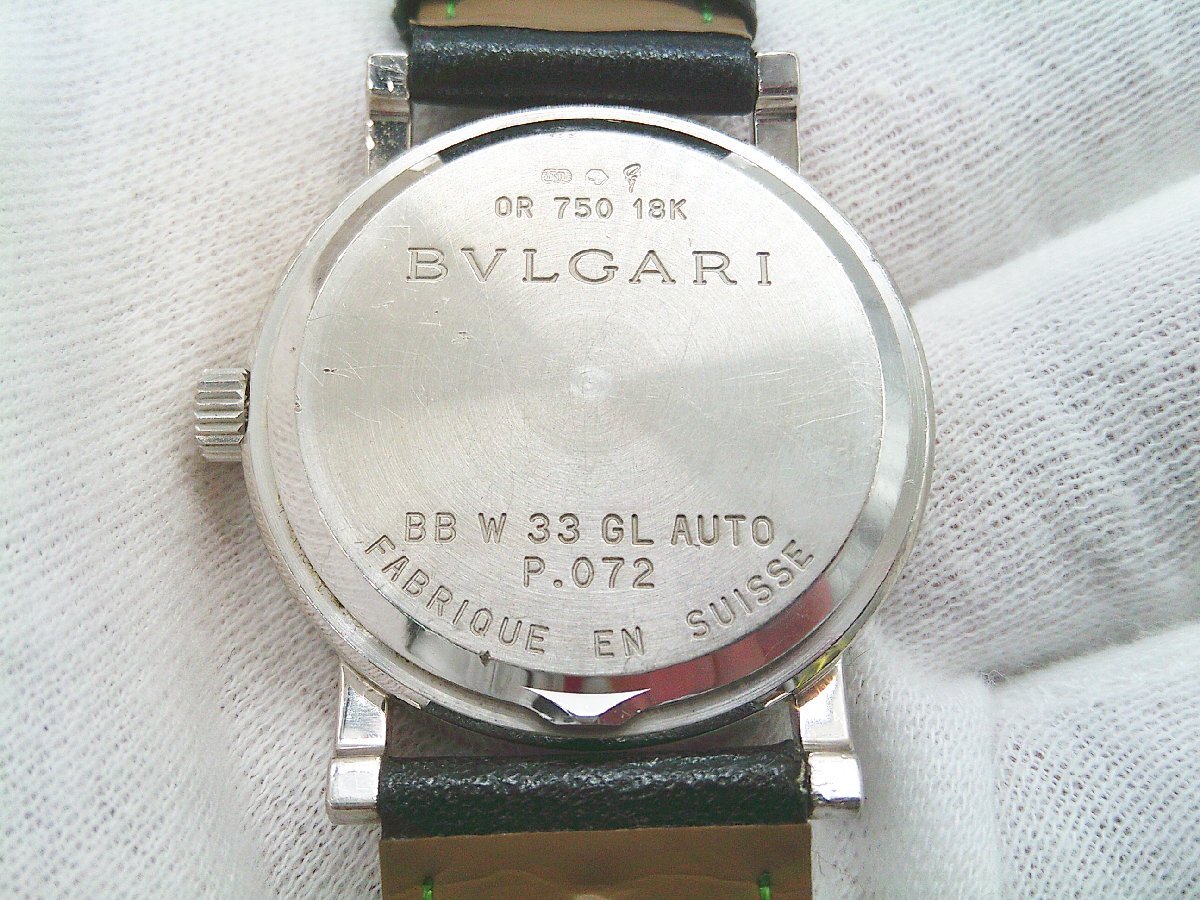 OR 750 18K
BVLGARI
BB W 33 GL AUTO
P.072
FABRIQUE EN SUISSE